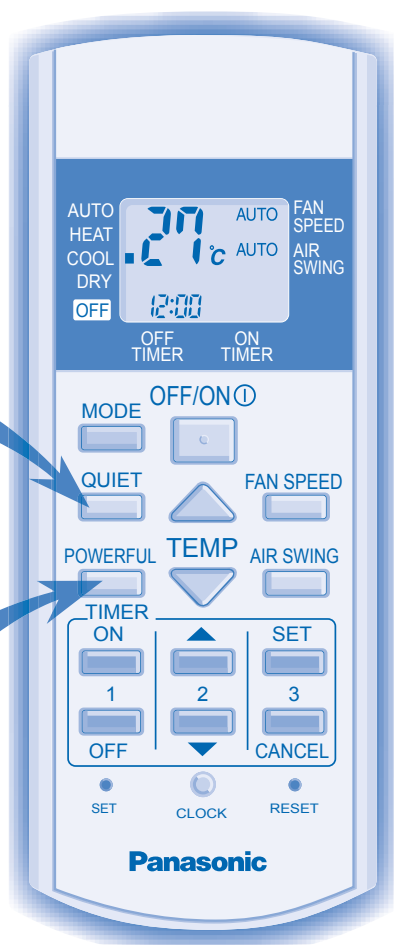 AUTO
HEAT
COOL
DRY
OFF
27°C
AUTO
AUTO
FAN
SPEED
AIR
SWING
12:00
OFF
TIMER
ON
TIMER
OFF/ON
MODE
QUIET
FAN SPEED
POWERFUL
TEMP
AIR SWING
TIMER
ON
SET
1
2
3
OFF
CANCEL
SET
CLOCK
RESET
Panasonic